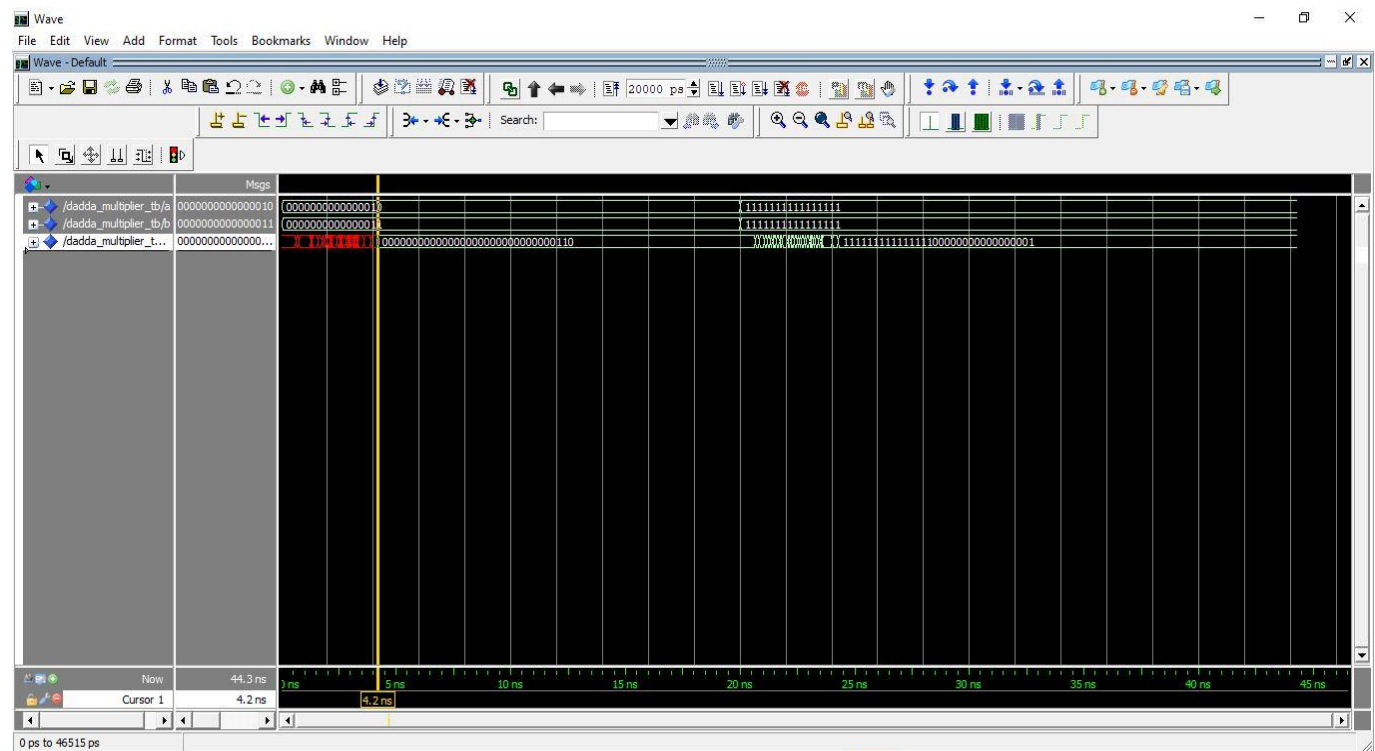 Wave
File Edit View Add Format Tools Bookmarks Window Help
Wave - Default
20000 ps
Search:
Msgs
/dadda_multiplier_tb/a 0000000000000010 0000000000000010 1111111111111111
/dadda_multiplier_tb/b 0000000000000011 0000000000000011 1111111111111111
/dadda_multiplier_t... 00000000000000... 00000000000000000000000000000110 11111111111111100000000000000001
Now 44.3 ns
Cursor 1 4.2 ns
ns 5 ns 10 ns 15 ns 20 ns 25 ns 30 ns 35 ns 40 ns 45 ns
4.2 ns
0 ps to 46515 ps